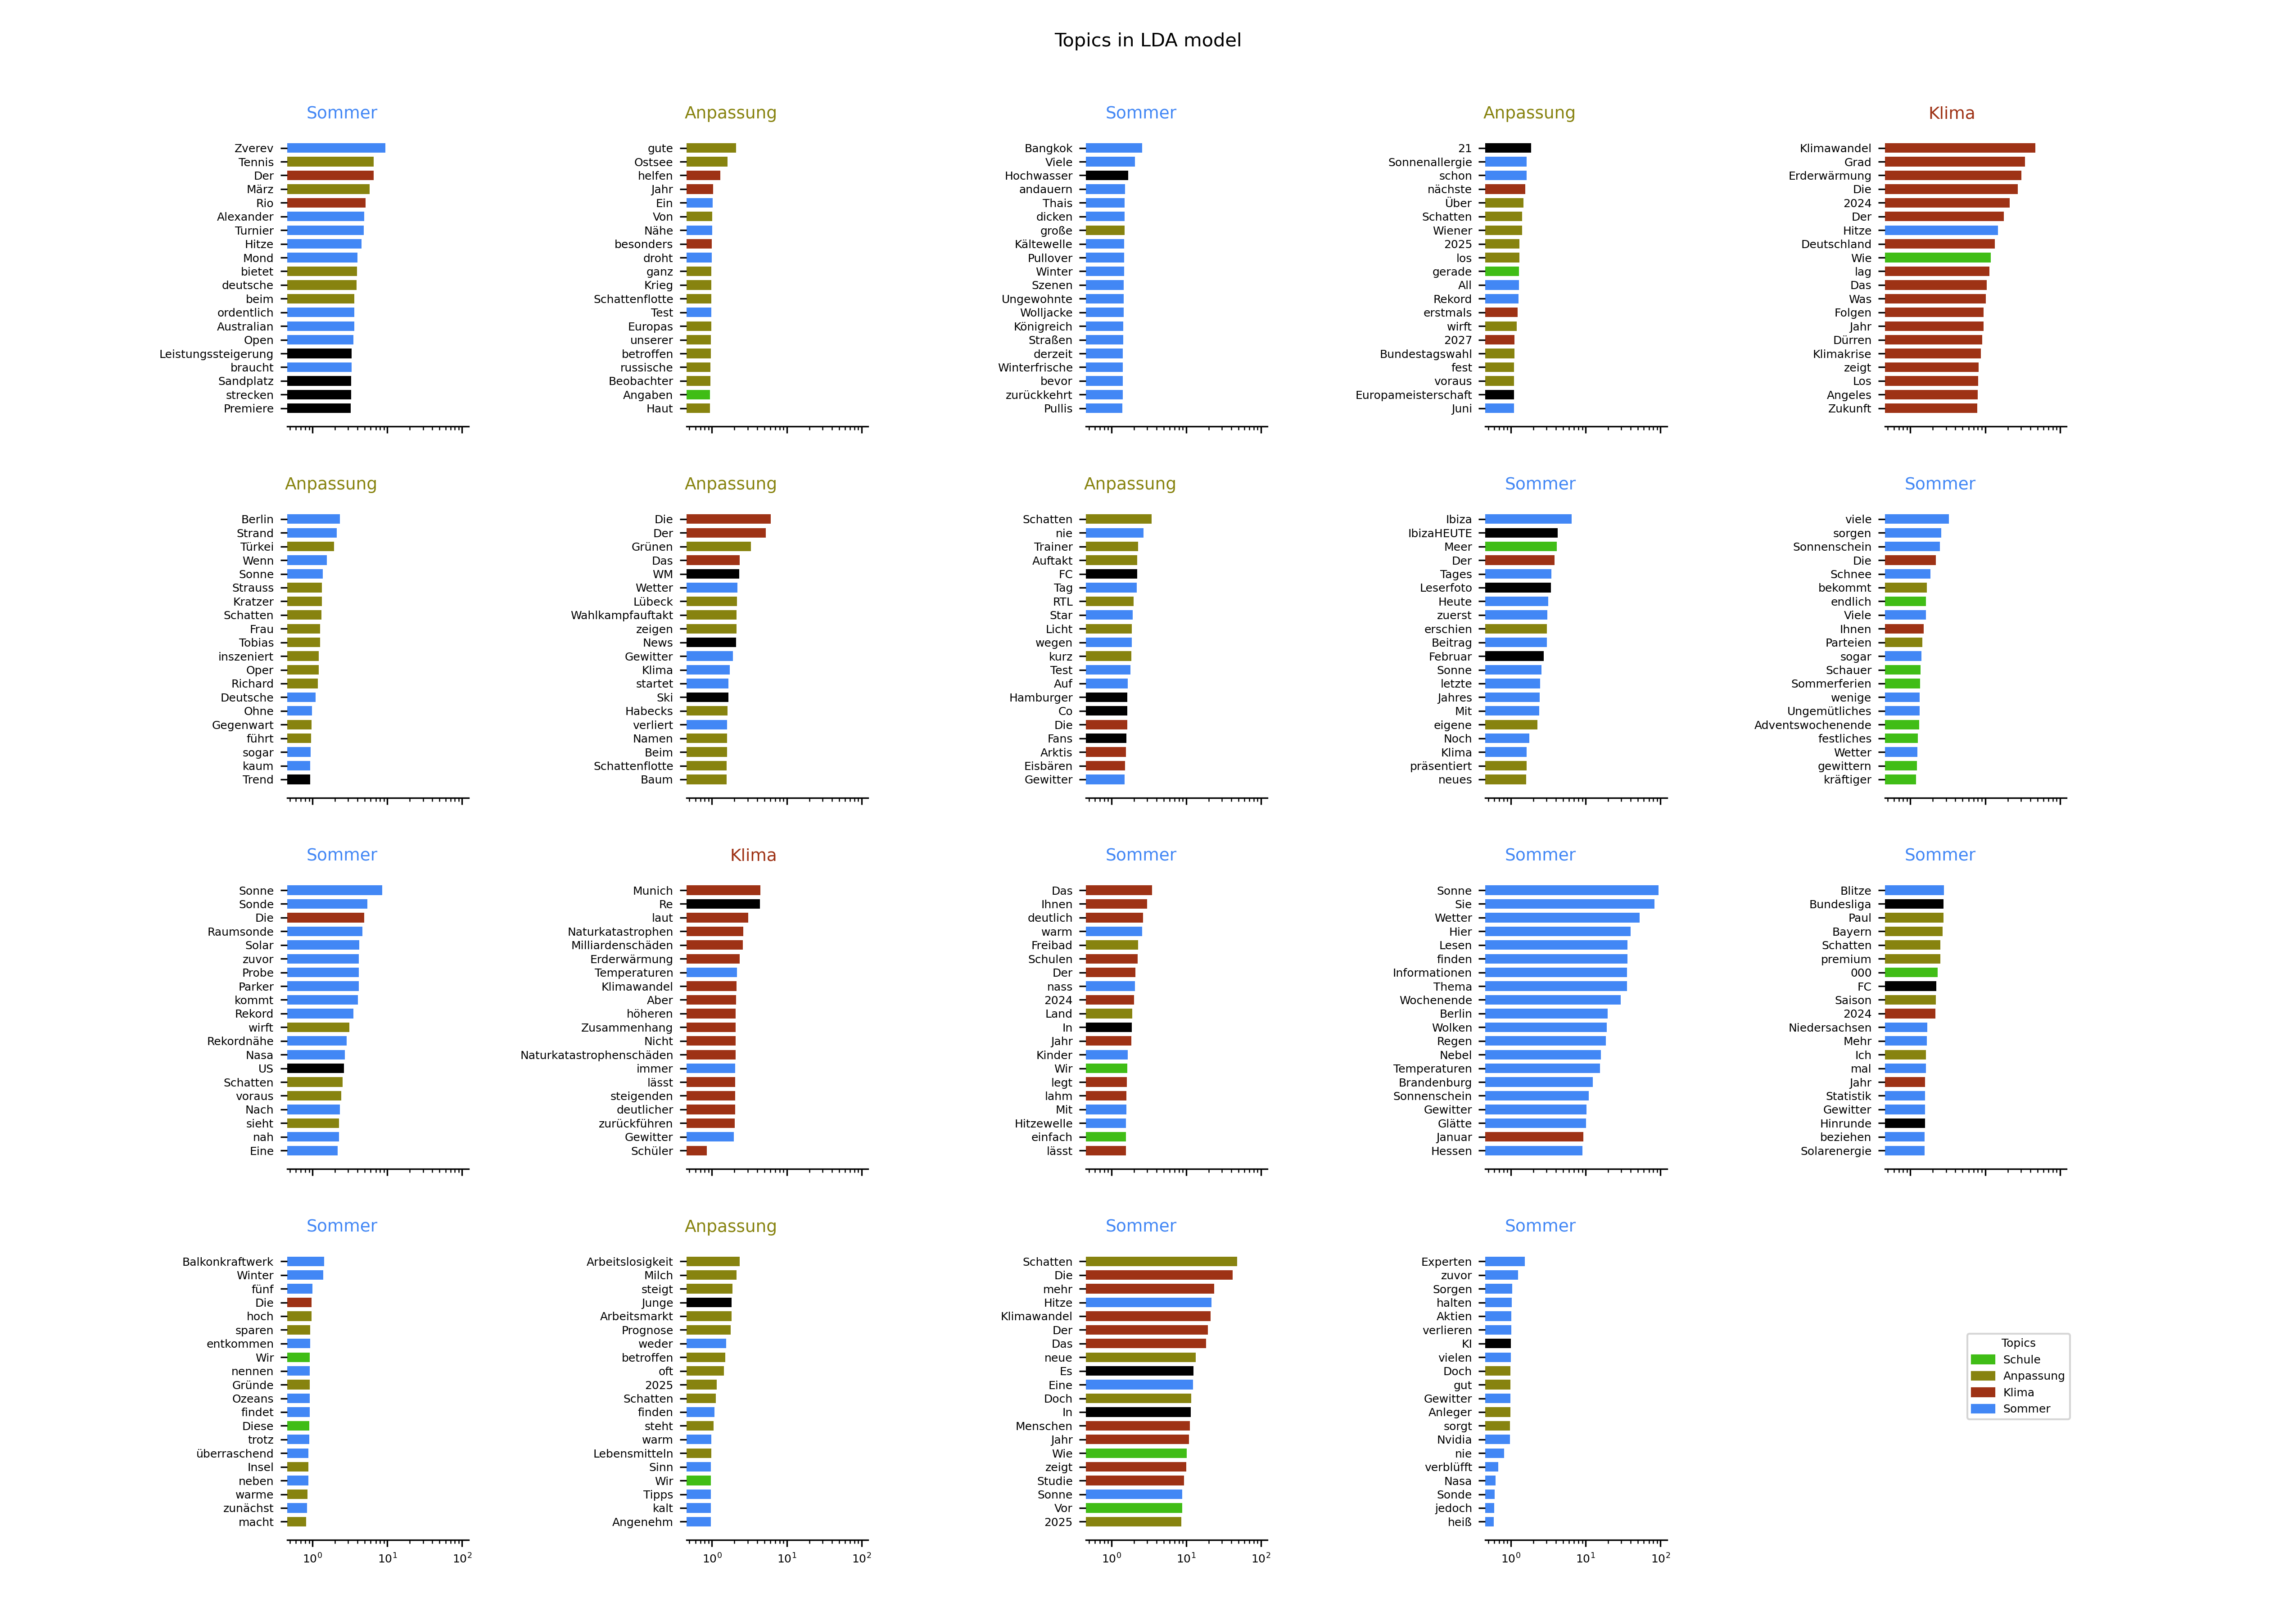 Topics in LDA model
Sommer
Zverev
Tennis
Der
März
Rio
Alexander
Turnier
Hitze
Mond
bietet
deutsche
beim
ordentlich
Australian
Open
Leistungssteigerung
braucht
Sandplatz
strecken
Premiere
Anpassung
gute
Ostsee
helfen
Jahr
Ein
Von
Nähe
besonders
droht
ganz
Krieg
Schattenflotte
Test
Europas
unserer
betroffen
russische
Beobachter
Angaben
Haut
Sommer
Bangkok
Viele
Hochwasser
andauern
Thais
dicken
große
Kältewelle
Pullover
Winter
Szenen
Ungewohnte
Wolljacke
Königreich
Straßen
derzeit
Winterfrische
bevor
zurückkehrt
Pullis
Anpassung
21
Sonnenallergie
schon
nächste
Über
Schatten
Wiener
2025
los
gerade
All
Rekord
erstmals
wirft
2027
Bundestagswahl
fest
voraus
Europameisterschaft
Juni
Klima
Klimawandel
Grad
Erderwärmung
Die
2024
Der
Hitze
Deutschland
Wie
lag
Das
Was
Folgen
Jahr
Dürren
Klimakrise
zeigt
Los
Angeles
Zukunft
Anpassung
Berlin
Strand
Türkei
Wenn
Sonne
Strauss
Kratzer
Schatten
Frau
Tobias
inszeniert
Oper
Richard
Deutsche
Ohne
Gegenwart
führt
sogar
kaum
Trend
Anpassung
Die
Der
Grünen
Das
WM
Wetter
Lübeck
Wahlkampfauftakt
zeigen
News
Gewitter
Klima
startet
Ski
Habecks
verliert
Namen
Beim
Schattenflotte
Baum
Anpassung
Schatten
nie
Trainer
Auftakt
FC
Tag
RTL
Star
Licht
wegen
kurz
Test
Auf
Hamburger
Co
Die
Fans
Arktis
Eisbären
Gewitter
Sommer
Ibiza
IbizaHEUTE
Meer
Der
Tages
Leserfoto
Heute
zuerst
erschien
Beitrag
Februar
Sonne
letzte
Jahres
Mit
eigene
Noch
Klima
präsentiert
neues
Sommer
viele
sorgen
Sonnenschein
Die
Schnee
bekommt
endlich
Viele
Ihnen
Parteien
sogar
Schauer
Sommerferien
wenige
Ungemütliches
Adventswochenende
festliches
Wetter
gewittern
kräftiger
Sommer
Sonne
Sonde
Die
Raumsonde
Solar
zuvor
Probe
Parker
kommt
Rekord
wirft
Rekordnähe
Nasa
US
Schatten
voraus
Nach
sieht
nah
Eine
Klima
Munich
Re
laut
Naturkatastrophen
Milliardenschäden
Erderwärmung
Temperaturen
Klimawandel
Aber
höheren
Zusammenhang
Nicht
Naturkatastrophenschäden
immer
lässt
steigenden
deutlicher
zurückführen
Gewitter
Schüler
Sommer
Das
Ihnen
deutlich
warm
Freibad
Schulen
Der
nass
2024
Land
In
Jahr
Kinder
Wir
legt
lahm
Mit
Hitzewelle
einfach
lässt
Sommer
Sonne
Sie
Wetter
Hier
Lesen
finden
Informationen
Thema
Wochenende
Berlin
Wolken
Regen
Nebel
Temperaturen
Brandenburg
Sonnenschein
Gewitter
Glätte
Januar
Hessen
Sommer
Blitze
Bundesliga
Paul
Bayern
Schatten
premium
000
FC
Saison
2024
Niedersachsen
Mehr
Ich
mal
Jahr
Statistik
Gewitter
Hinrunde
beziehen
Solarenergie
Sommer
Balkonkraftwerk
Winter
fünf
Die
hoch
sparen
entkommen
Wir
nennen
Gründe
Ozeans
findet
Diese
trotz
überraschend
Insel
neben
warme
zunächst
macht
10⁰ 10¹ 10²
Anpassung
Arbeitslosigkeit
Milch
steigt
Junge
Arbeitsmarkt
Prognose
weder
betroffen
oft
2025
Schatten
finden
steht
warm
Lebensmitteln
Sinn
Wir
Tipps
kalt
Angenehm
10⁰ 10¹ 10²
Sommer
Schatten
Die
mehr
Hitze
Klimawandel
Der
Das
neue
Es
Eine
Doch
In
Menschen
Jahr
Wie
zeigt
Studie
Sonne
Vor
2025
10⁰ 10¹ 10²
Sommer
Experten
zuvor
Sorgen
halten
Aktien
verlieren
KI
vielen
Doch
gut
Gewitter
Anleger
sorgt
Nvidia
nie
verblüfft
Nasa
Sonde
jedoch
heiß
10⁰ 10¹ 10²
Topics
Schule
Anpassung
Klima
Sommer